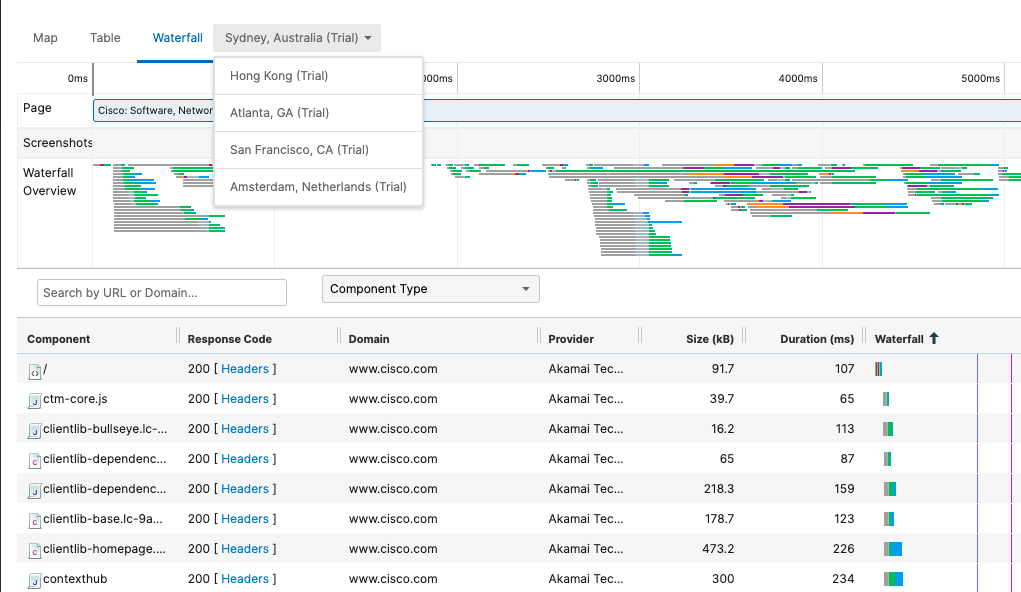 Map Table Waterfall Sydney, Australia (Trial)
Hong Kong (Trial)
Atlanta, GA (Trial)
San Francisco, CA (Trial)
Amsterdam, Netherlands (Trial)
0ms 000ms 3000ms 4000ms 5000ms
Page Cisco: Software, Networ
Screenshots
Waterfall
Overview
Search by URL or Domain... Component Type
Component Response Code Domain Provider Size (kB) Duration (ms) Waterfall
/ 200 [ Headers ] www.cisco.com Akamai Tec... 91.7 107
ctm-core.js 200 [ Headers ] www.cisco.com Akamai Tec... 39.7 65
clientlib-bullseye.lc-... 200 [ Headers ] www.cisco.com Akamai Tec... 16.2 113
clientlib-dependenc... 200 [ Headers ] www.cisco.com Akamai Tec... 65 87
clientlib-dependenc... 200 [ Headers ] www.cisco.com Akamai Tec... 218.3 159
clientlib-base.lc-9a... 200 [ Headers ] www.cisco.com Akamai Tec... 178.7 123
clientlib-homepage.... 200 [ Headers ] www.cisco.com Akamai Tec... 473.2 226
contexthub 200 [ Headers ] www.cisco.com Akamai Tec... 300 234